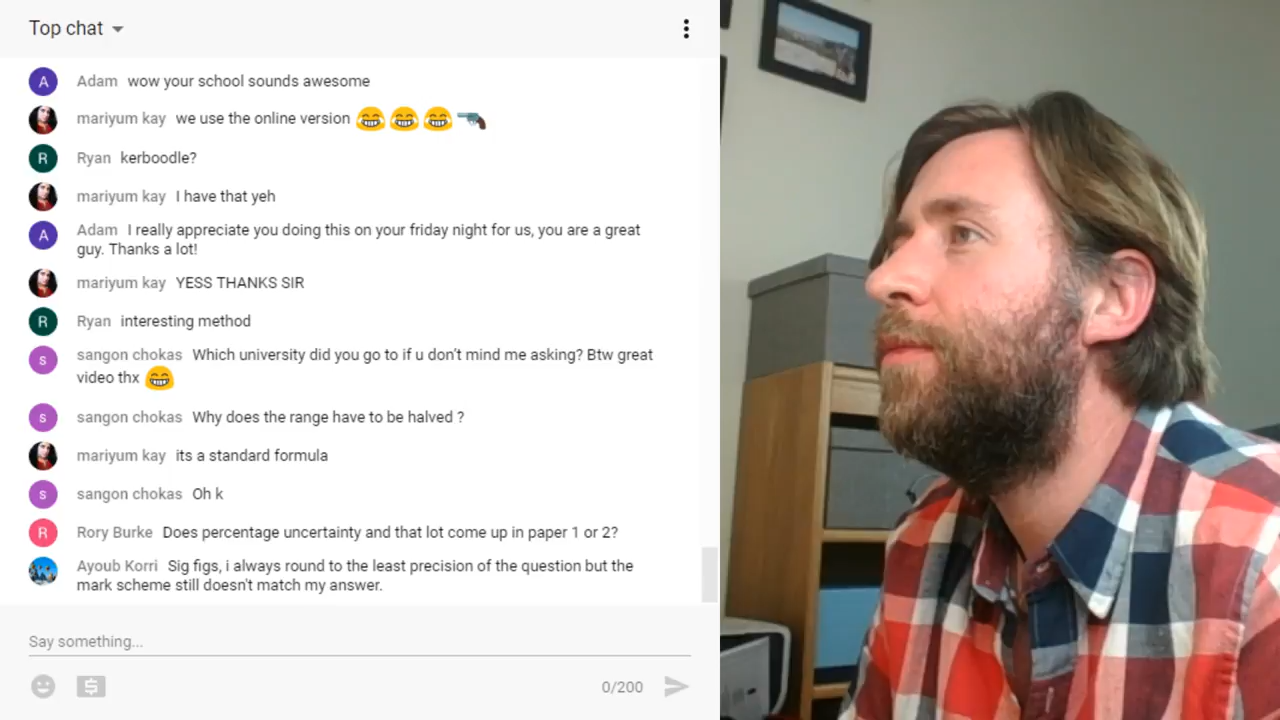 Top chat
A Adam wow your school sounds awesome
mariyum kay we use the online version 😂😂😂🔫
R Ryan kerboodle?
mariyum kay I have that yeh
A Adam I really appreciate you doing this on your friday night for us, you are a great
guy. Thanks a lot!
mariyum kay YESS THANKS SIR
R Ryan interesting method
s sangon chokas Which university did you go to if u don't mind me asking? Btw great
video thx 😁
s sangon chokas Why does the range have to be halved ?
mariyum kay its a standard formula
s sangon chokas Oh k
R Rory Burke Does percentage uncertainty and that lot come up in paper 1 or 2?
Ayoub Korri Sig figs, i always round to the least precision of the question but the
mark scheme still doesn't match my answer.
Say something...
0/200